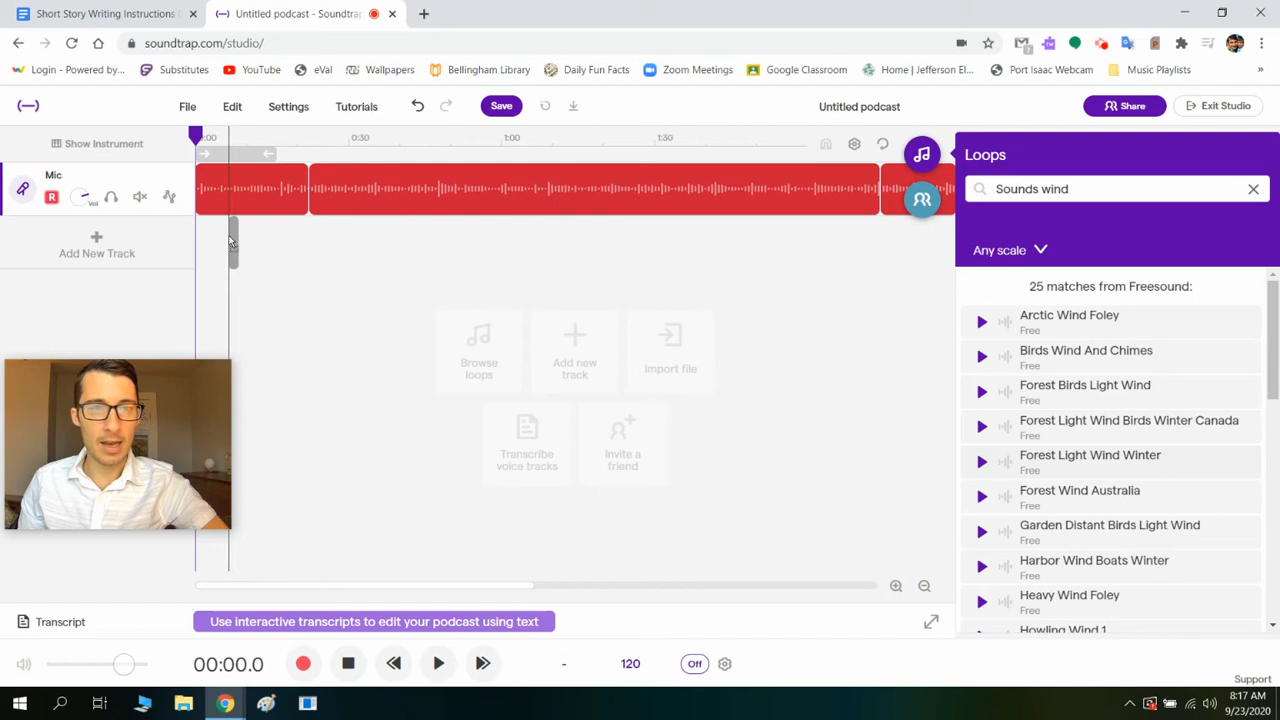 Short Story Writing Instructions
Untitled podcast - Soundtrap
soundtrap.com/studio/
Login - Powered by...
Substitutes
YouTube
eVal
Wallpapers
Bellingham Library
Daily Fun Facts
Zoom Meetings
Google Classroom
Home | Jefferson El...
Port Isaac Webcam
Music Playlists
File
Edit
Settings
Tutorials
Save
Untitled podcast
Share
Exit Studio
Show Instrument
0:00
0:30
1:00
1:30
Mic
R
Vol
Add New Track
Loops
Sounds wind
Any scale
25 matches from Freesound:
Arctic Wind Foley
Free
Birds Wind And Chimes
Free
Forest Birds Light Wind
Free
Forest Light Wind Birds Winter Canada
Free
Forest Light Wind Winter
Free
Forest Wind Australia
Free
Garden Distant Birds Light Wind
Free
Harbor Wind Boats Winter
Free
Heavy Wind Foley
Free
Howling Wind 1
Browse
loops
Add new
track
Import file
Transcribe
voice tracks
Invite a
friend
Transcript
Use interactive transcripts to edit your podcast using text
00:00.0
-
120
Off
Support
8:17 AM
9/23/2020